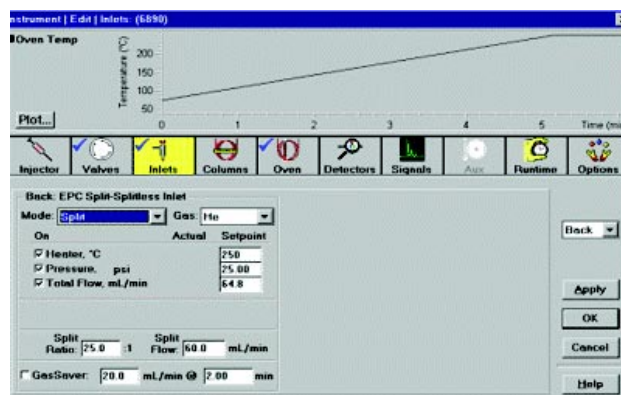 nstrument | Edit | Inlets: (6890)
Oven Temp
Temperature (°C)
200
150
100
50
Plot...
0 1 2 3 4 5 Time (min
Injector Valves Inlets Columns Oven Detectors Signals Aux Runtime Options
Back: EPC Split-Splitless Inlet
Mode: Split Gas: He
Back
On Actual Setpoint
Heater, °C 250
Pressure, psi 25.00
Total Flow, mL/min 64.8
Apply
OK
Split Ratio: 25.0 :1 Split Flow: 60.0 mL/min
Cancel
GasSaver: 20.0 mL/min @ 2.00 min
Help